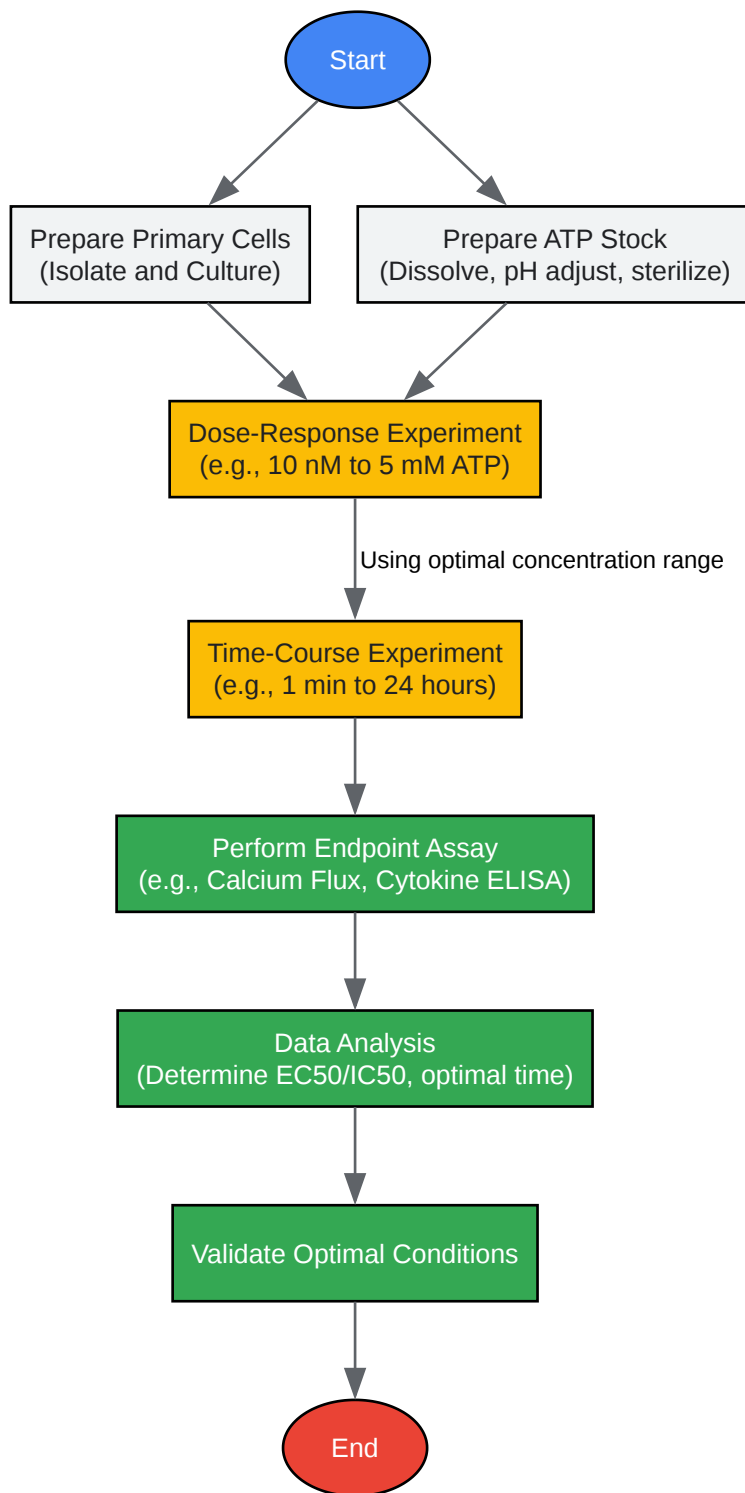 Start
Prepare Primary Cells
(Isolate and Culture)
Prepare ATP Stock
(Dissolve, pH adjust, sterilize)
Dose-Response Experiment
(e.g., 10 nM to 5 mM ATP)
Using optimal concentration range
Time-Course Experiment
(e.g., 1 min to 24 hours)
Perform Endpoint Assay
(e.g., Calcium Flux, Cytokine ELISA)
Data Analysis
(Determine EC50/IC50, optimal time)
Validate Optimal Conditions
End